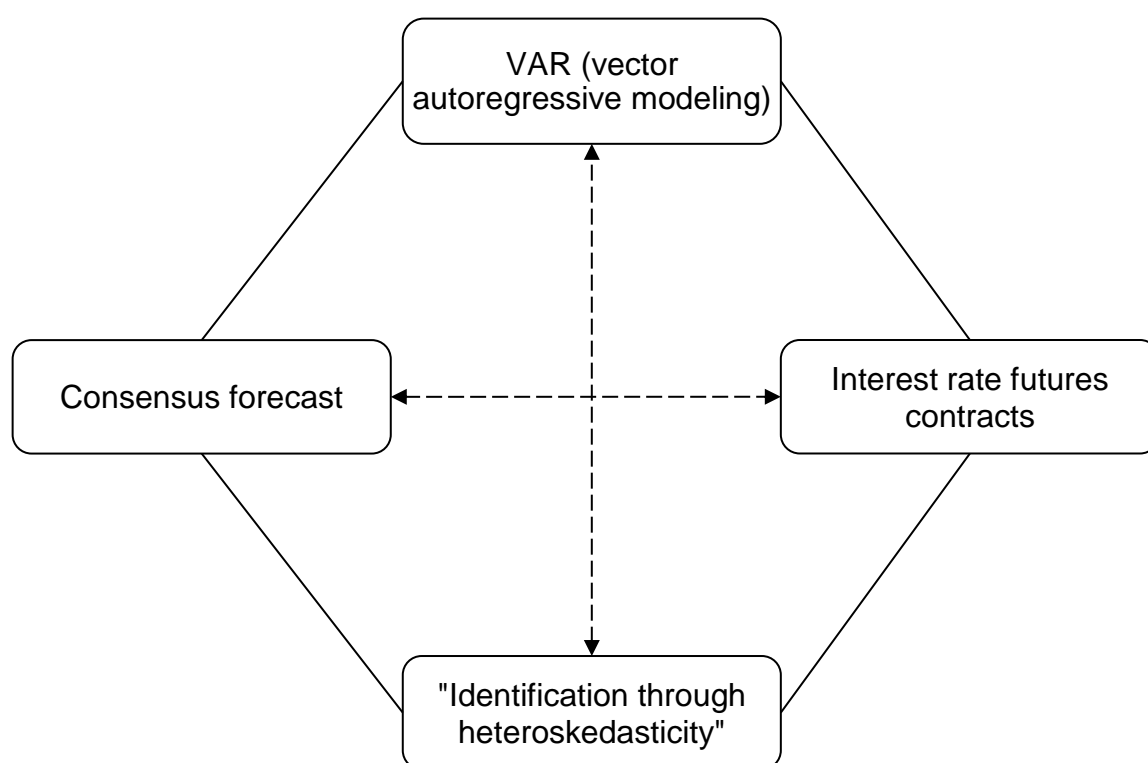 VAR (vector
autoregressive modeling)
Consensus forecast
Interest rate futures
contracts
"Identification through
heteroskedasticity"